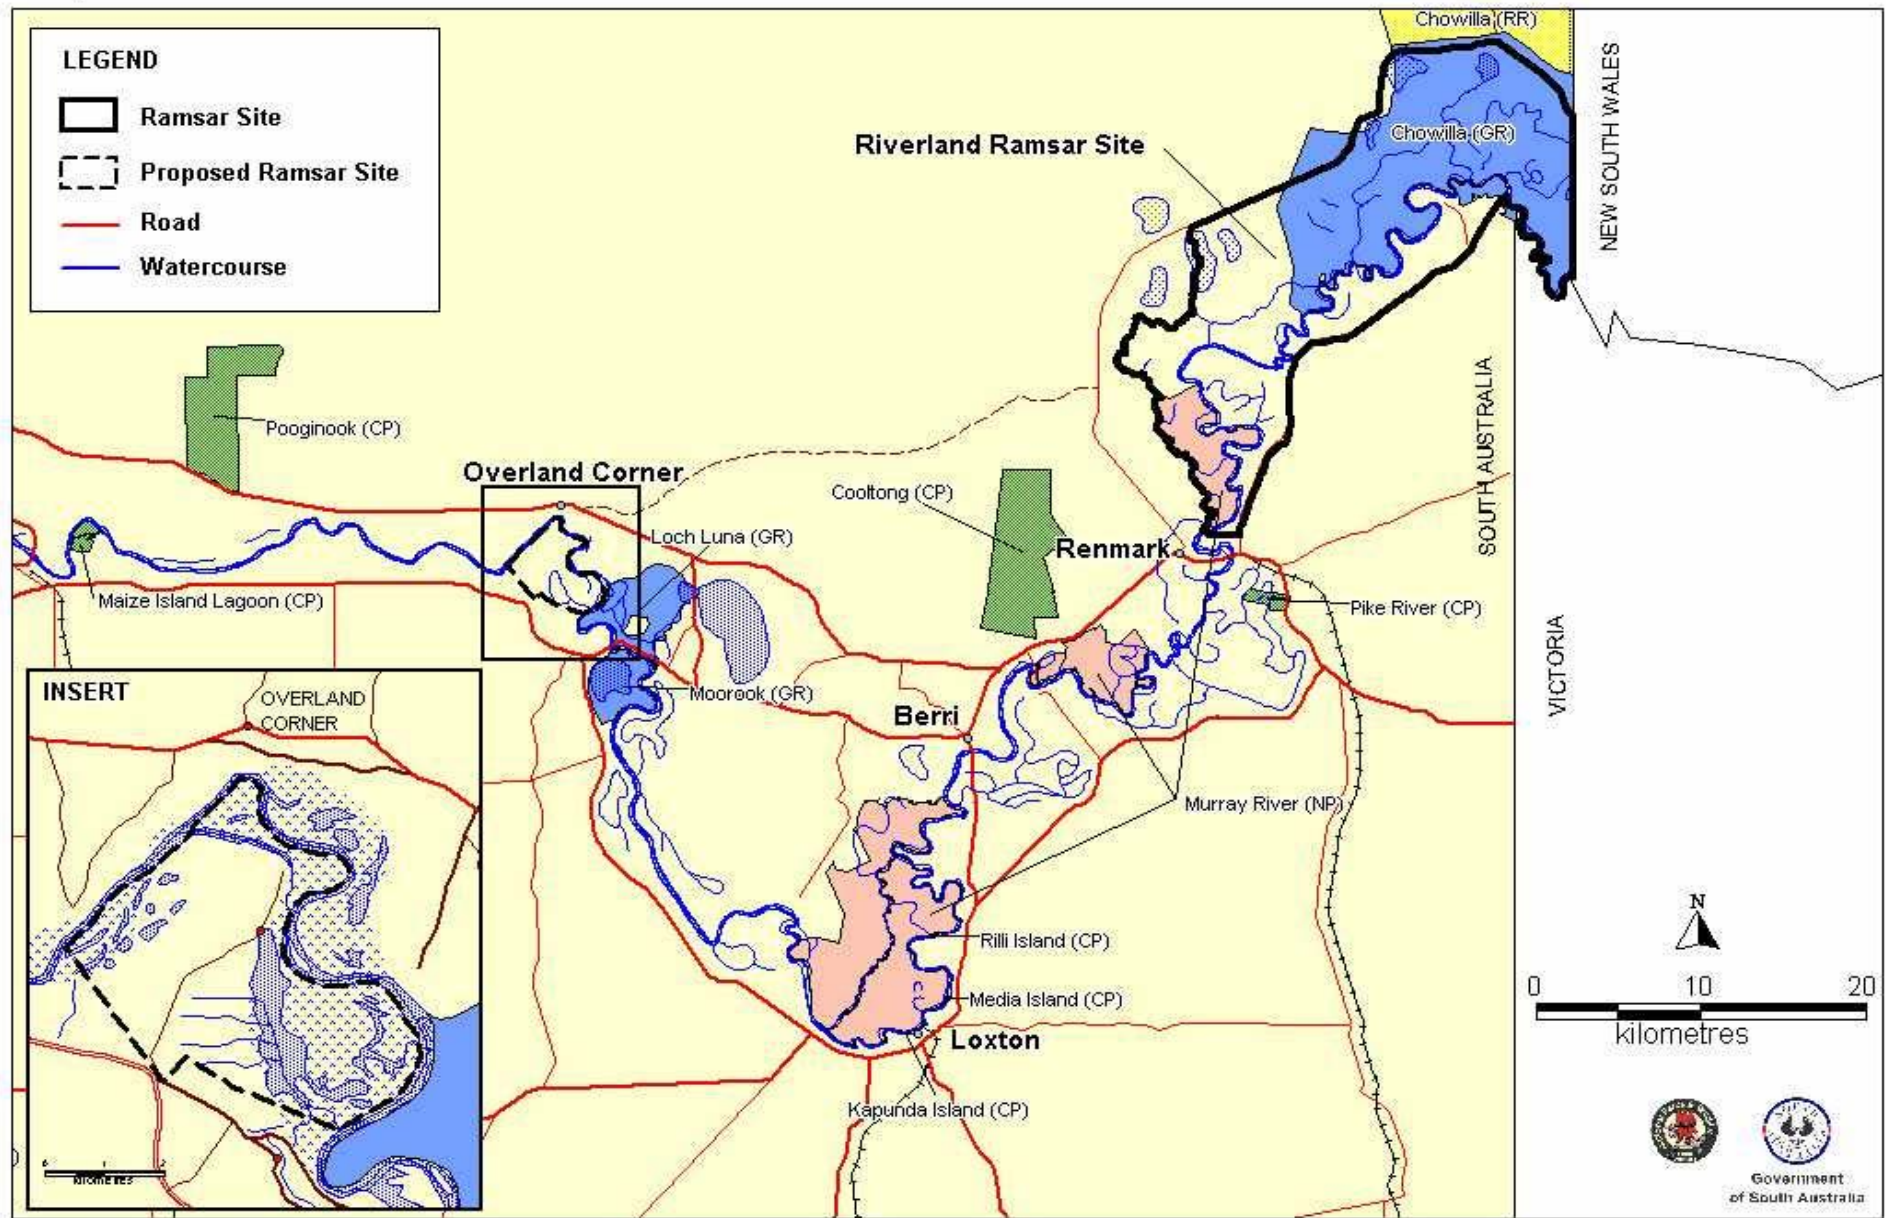 LEGEND
Ramsar Site
Proposed Ramsar Site
Road
Watercourse
Chowilla (RR)
Riverland Ramsar Site
Chowilla (GR)
NEW SOUTH WALES
Pooginook (CP)
Overland Corner
Cooltong (CP)
SOUTH AUSTRALIA
Loch Luna (GR)
Renmark
Maize Island Lagoon (CP)
Pike River (CP)
VICTORIA
INSERT
OVERLAND
CORNER
Moorook (GR)
Berri
Murray River (NP)
Rilli Island (CP)
Media Island (CP)
Loxton
Kapunda Island (CP)
N
0 10 20
kilometres
kilometres
Government
of South Australia